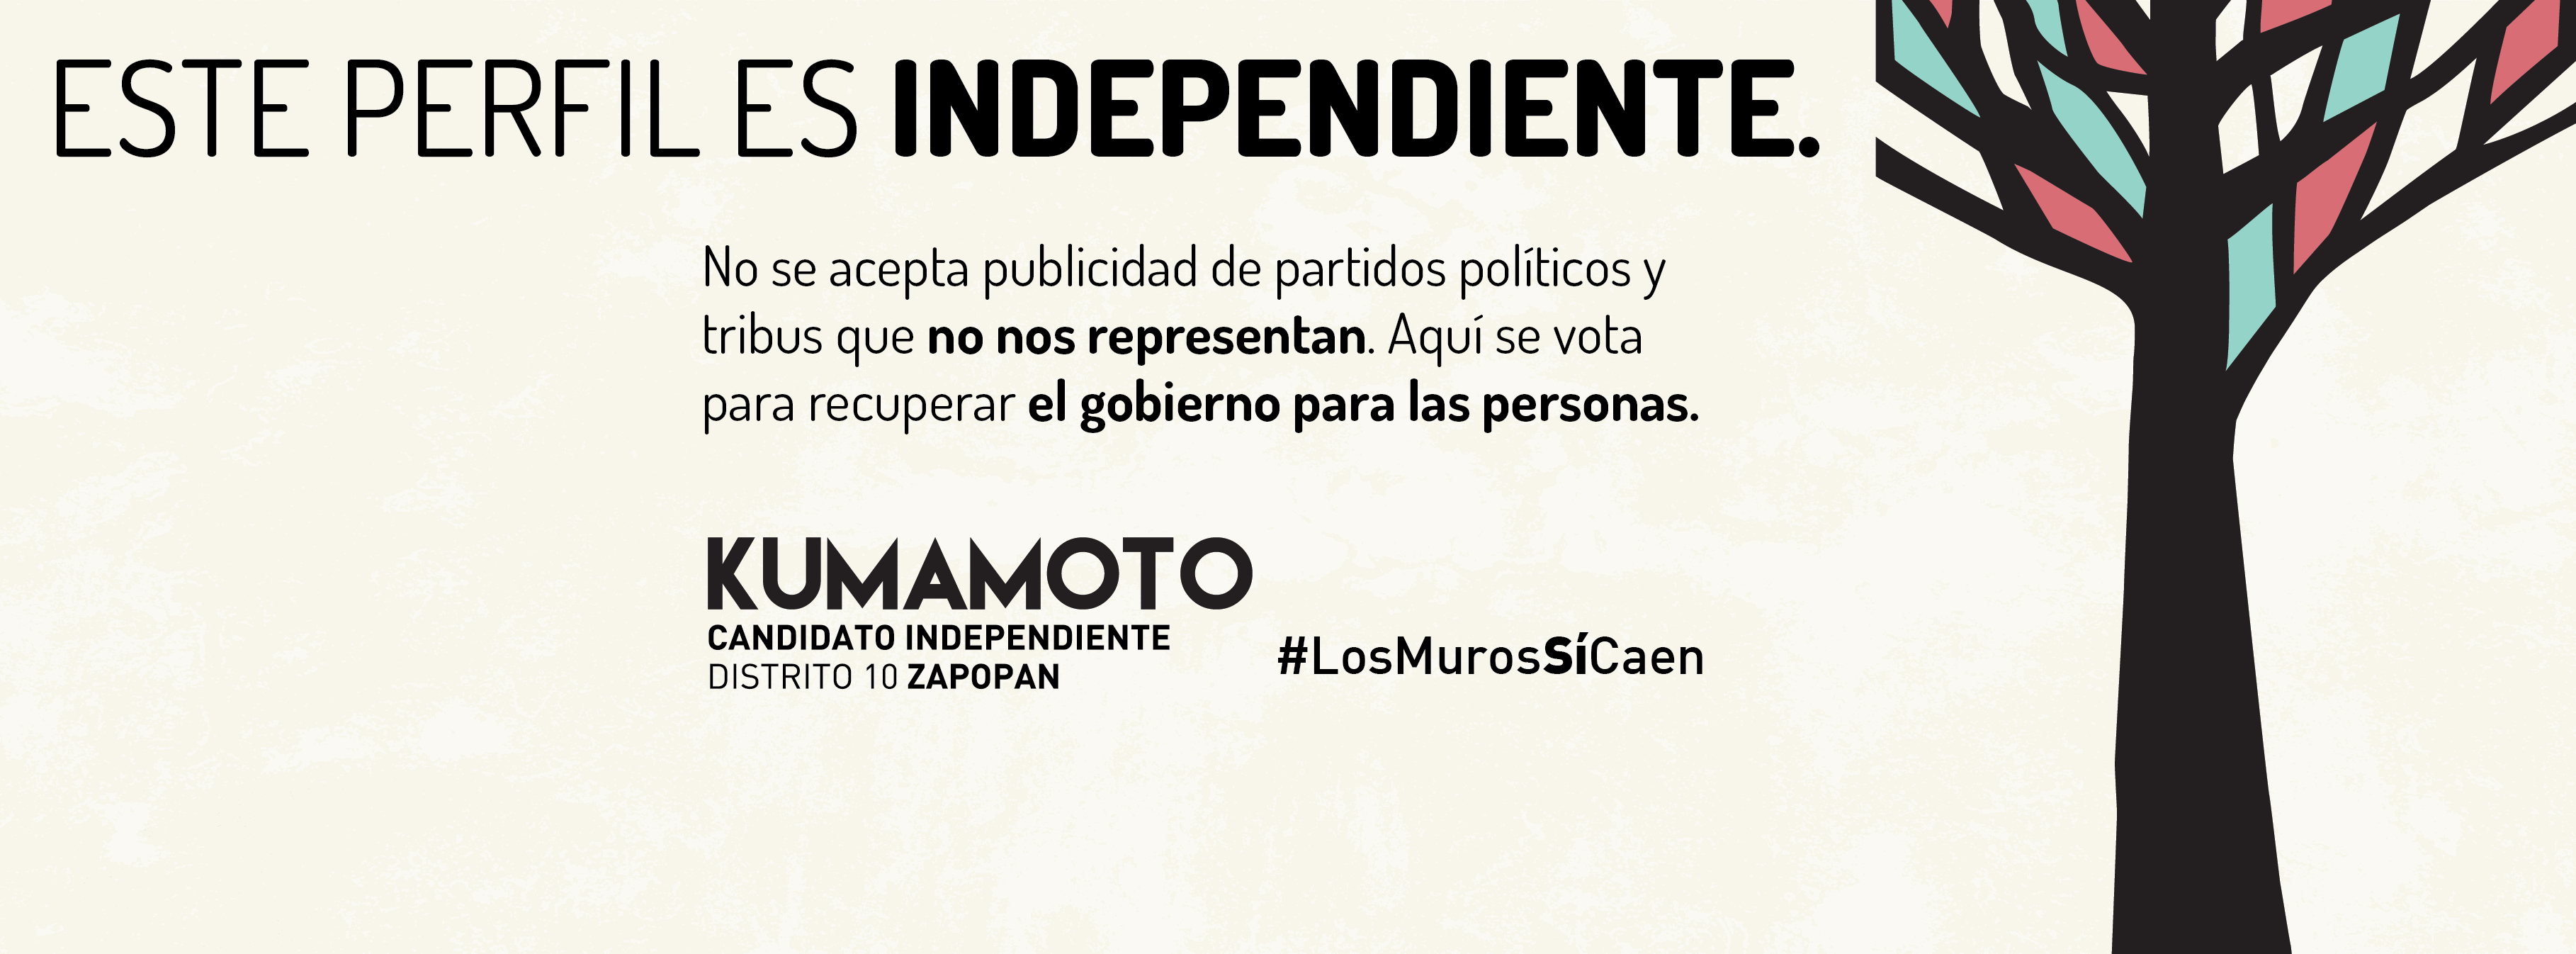 ESTE PERFIL ES INDEPENDIENTE.
No se acepta publicidad de partidos políticos y
tribus que no nos representan. Aquí se vota
para recuperar el gobierno para las personas.
KUMAMOTO
CANDIDATO INDEPENDIENTE
DISTRITO 10 ZAPOPAN
#LosMurosSíCaen